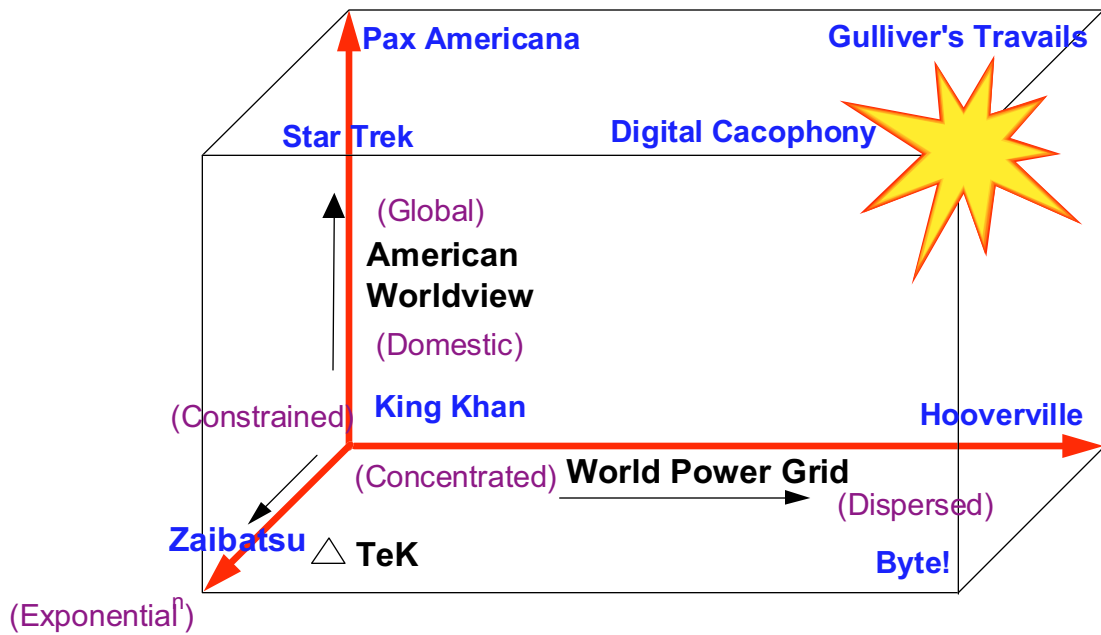 Pax Americana
Gulliver's Travails
Star Trek
Digital Cacophony
(Global)
American
Worldview
(Domestic)
King Khan
(Constrained)
Hooverville
(Concentrated)
World Power Grid
(Dispersed)
Zaibatsu
△ TeK
Byte!
(Exponentialⁿ)